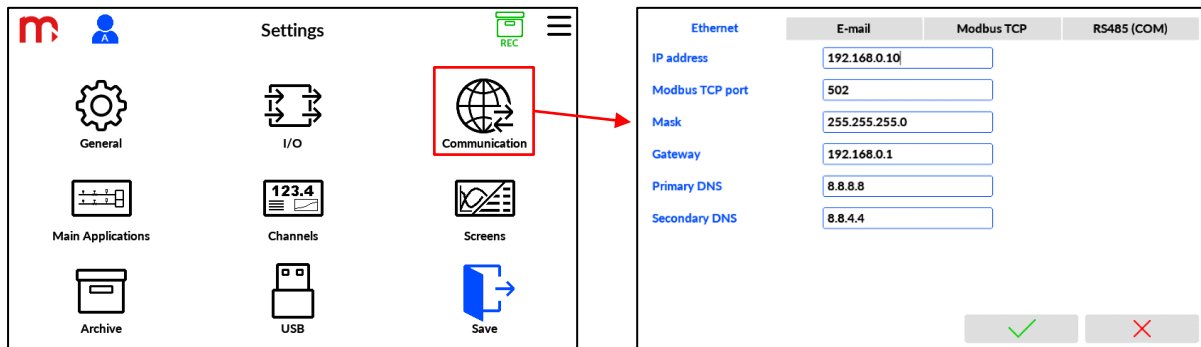 m
A
Settings
REC
General
I/O
Communication
123.4
Main Applications
Channels
Screens
Archive
USB
Save
Ethernet
E-mail
Modbus TCP
RS485 (COM)
IP address
192.168.0.10
Modbus TCP port
502
Mask
255.255.255.0
Gateway
192.168.0.1
Primary DNS
8.8.8.8
Secondary DNS
8.8.4.4